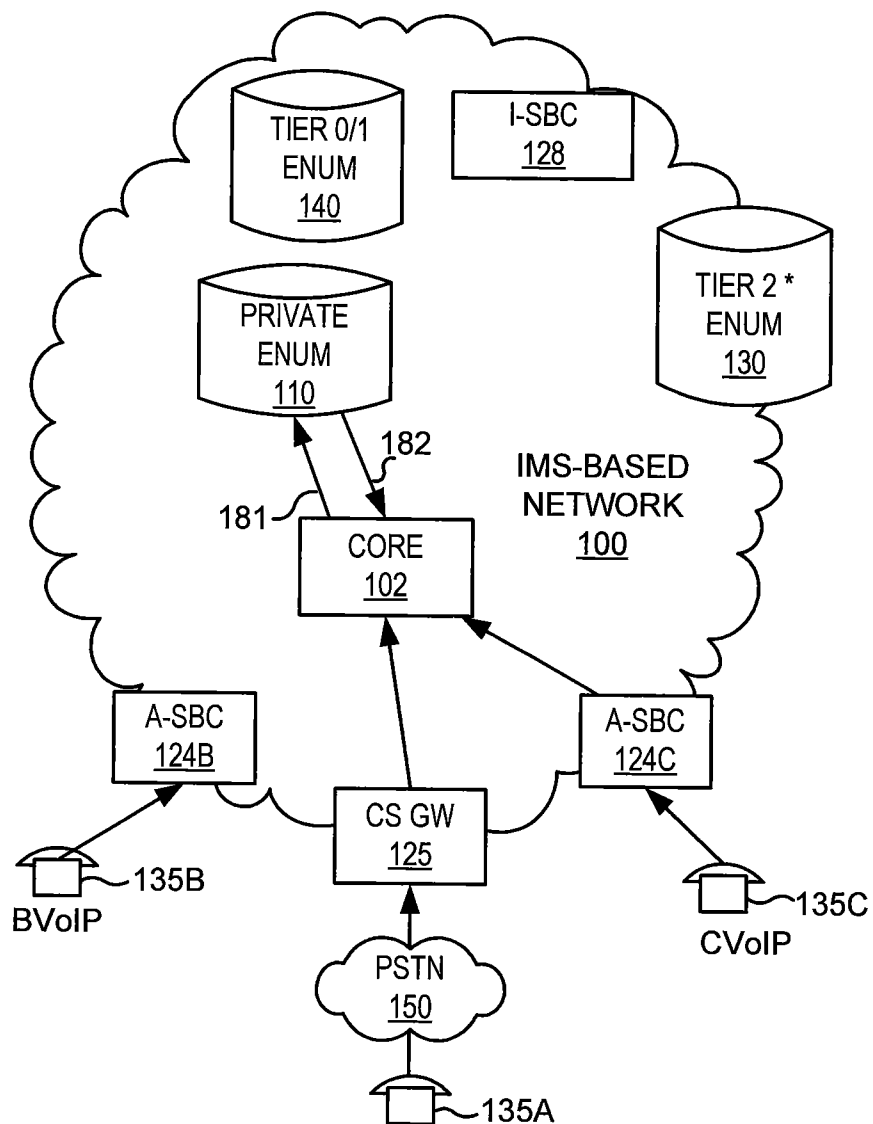 TIER 0/1
ENUM
140
I-SBC
128
TIER 2 *
ENUM
130
PRIVATE
ENUM
110
182
181
IMS-BASED
NETWORK
100
CORE
102
A-SBC
124B
A-SBC
124C
CS GW
125
135B
BVoIP
135C
CVoIP
PSTN
150
135A